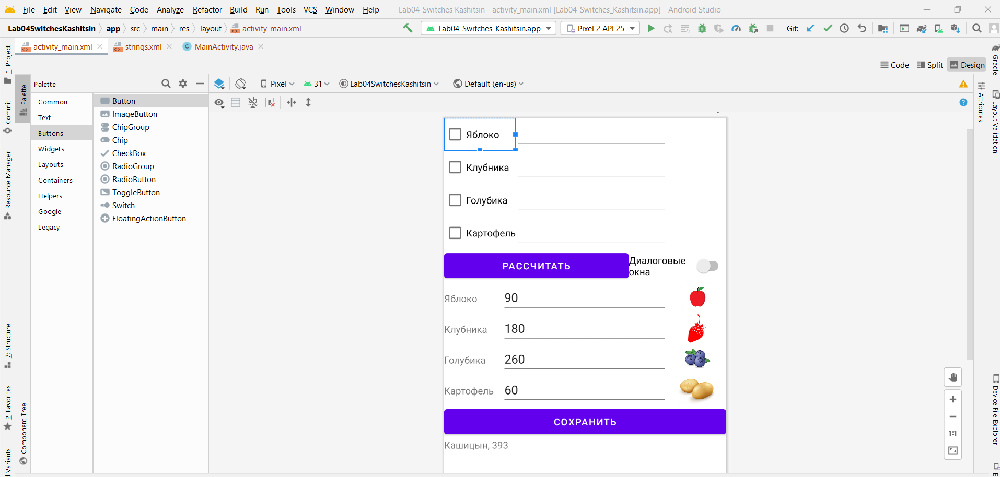 File Edit View Navigate Code Analyze Refactor Build Run Tools VCS Window Help Lab04-Switches Kashitsin - activity_main.xml [Lab04-Switches_Kashitsin.app] - Android Studio
Lab04SwitchesKashitsin app src main res layout activity_main.xml Lab04-Switches_Kashitsin.app Pixel 2 API 25 Git:
activity_main.xml strings.xml MainActivity.java
Code Split Design
Palette Pixel 31 Lab04SwitchesKashitsin Default (en-us)
Common
Text
Buttons
Widgets
Layouts
Containers
Helpers
Google
Legacy
Button
ImageButton
ChipGroup
Chip
CheckBox
RadioGroup
RadioButton
ToggleButton
Switch
FloatingActionButton
Яблоко
Клубника
Голубика
Картофель
РАССЧИТАТЬ
Диалоговые
окна
Яблоко 90
Клубника 180
Голубика 260
Картофель 60
СОХРАНИТЬ
Кашицын, 393
1:1
1: Project
Commit
Resource Manager
7: Structure
2: Favorites
d Variants
Palette
Component Tree
Attributes
Gradle
Layout Validation
Device File Explorer
E